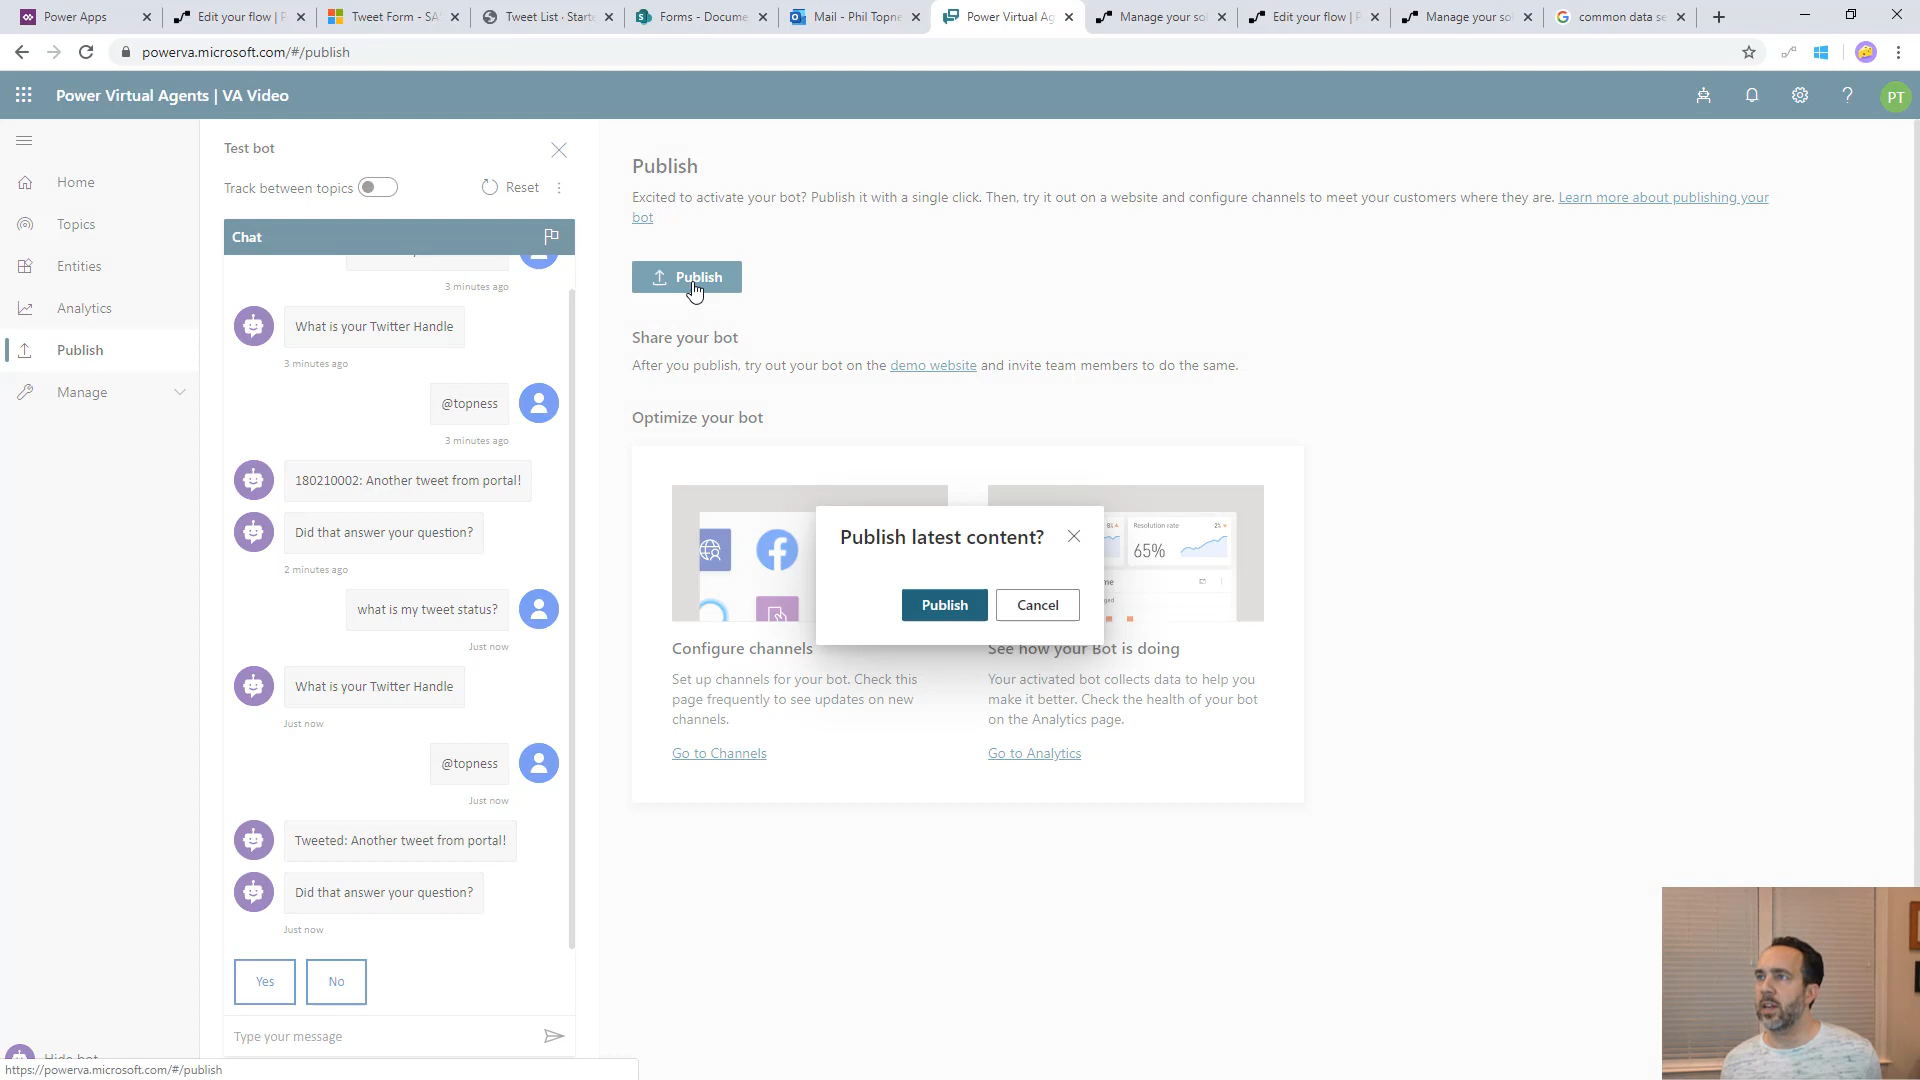 Power Apps
Edit your flow | P
Tweet Form - SA
Tweet List · Start
Forms - Docume
Mail - Phil Topne
Power Virtual Ag
Manage your so
Edit your flow | P
Manage your so
common data se
powerva.microsoft.com/#/publish
Power Virtual Agents | VA Video
PT
Home
Topics
Entities
Analytics
Publish
Manage
Test bot
Track between topics
Reset
Chat
3 minutes ago
What is your Twitter Handle
3 minutes ago
@topness
3 minutes ago
180210002: Another tweet from portal!
Did that answer your question?
2 minutes ago
what is my tweet status?
Just now
What is your Twitter Handle
Just now
@topness
Just now
Tweeted: Another tweet from portal!
Did that answer your question?
Just now
Yes
No
Type your message
Hide bot
https://powerva.microsoft.com/#/publish
Publish
Excited to activate your bot? Publish it with a single click. Then, try it out on a website and configure channels to meet your customers where they are. Learn more about publishing your
bot
Publish
Share your bot
After you publish, try out your bot on the demo website and invite team members to do the same.
Optimize your bot
Publish latest content?
Publish
Cancel
Resolution rate
2%
65%
Configure channels
Set up channels for your bot. Check this
page frequently to see updates on new
channels.
Go to Channels
See how your Bot is doing
Your activated bot collects data to help you
make it better. Check the health of your bot
on the Analytics page.
Go to Analytics